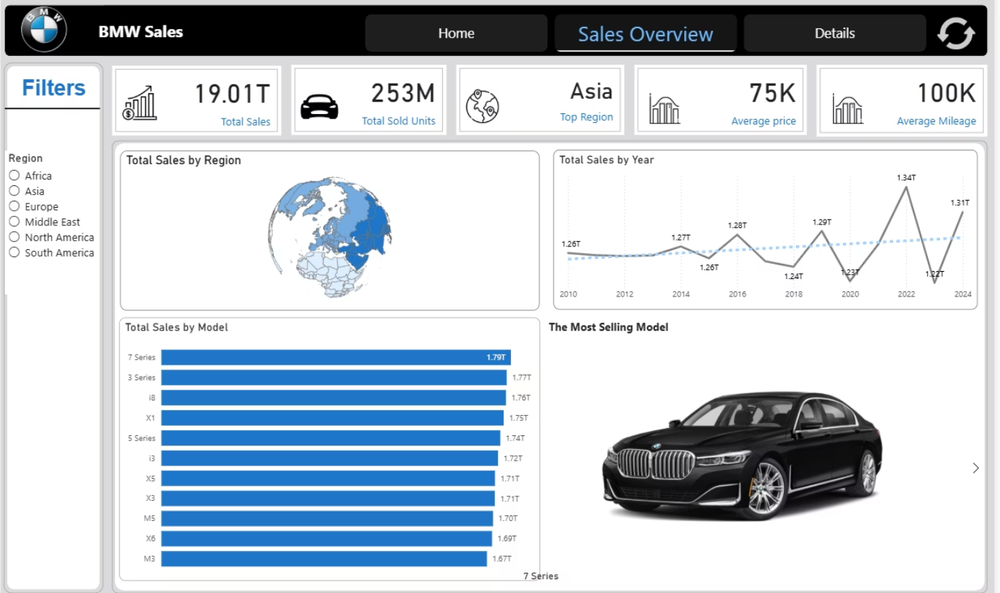 BMW
BMW Sales
Home
Sales Overview
Details
Filters
Region
Africa
Asia
Europe
Middle East
North America
South America
19.01T
Total Sales
$
253M
Total Sold Units
Asia
Top Region
75K
Average price
100K
Average Mileage
Total Sales by Region
Total Sales by Year
1.26T
1.27T
1.26T
1.28T
1.24T
1.29T
1.23T
1.34T
1.22T
1.31T
2010 2012 2014 2016 2018 2020 2022 2024
Total Sales by Model
7 Series 1.79T
3 Series 1.77T
i8 1.76T
X1 1.75T
5 Series 1.74T
i3 1.72T
X5 1.71T
X3 1.71T
M5 1.70T
X6 1.69T
M3 1.67T
The Most Selling Model
7 Series